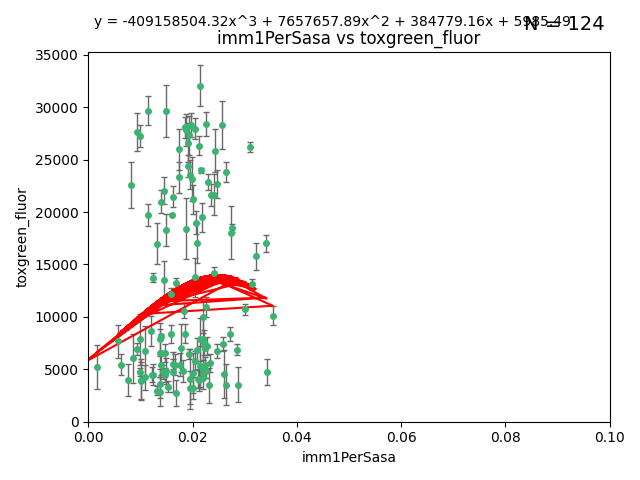 y = -409158504.32x^3 + 7657657.89x^2 + 384779.16x + 5985.49
N = 124
imm1PerSasa vs toxgreen_fluor
35000
30000
25000
20000
15000
10000
5000
0
toxgreen_fluor
0.00 0.02 0.04 0.06 0.08 0.10
imm1PerSasa